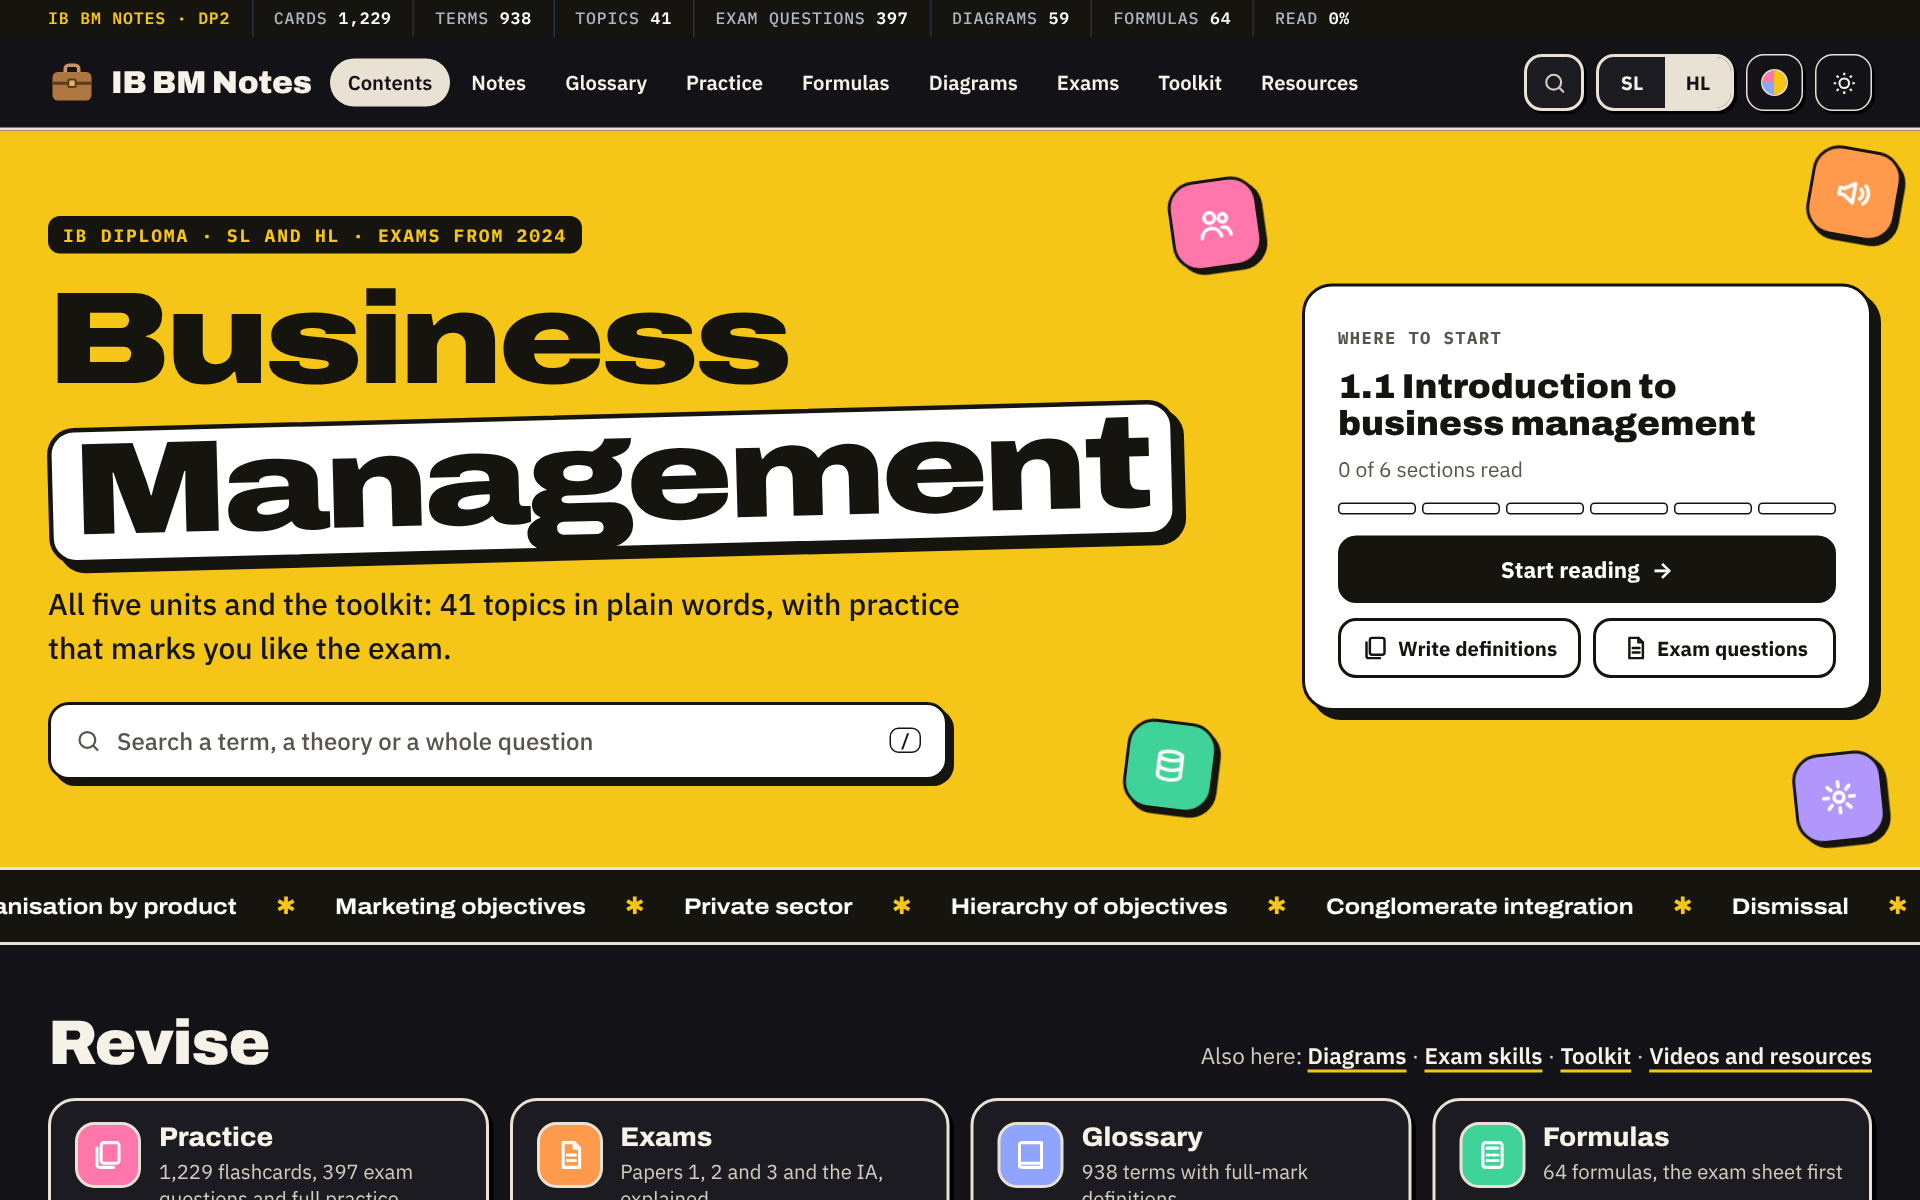 IB BM NOTES · DP2
CARDS 1,229
TERMS 938
TOPICS 41
EXAM QUESTIONS 397
DIAGRAMS 59
FORMULAS 64
READ 0%
IB BM Notes
Contents
Notes
Glossary
Practice
Formulas
Diagrams
Exams
Toolkit
Resources
SL
HL
IB DIPLOMA · SL AND HL · EXAMS FROM 2024
Business
Management
All five units and the toolkit: 41 topics in plain words, with practice
that marks you like the exam.
Search a term, a theory or a whole question
/
WHERE TO START
1.1 Introduction to
business management
0 of 6 sections read
Start reading →
Write definitions
Exam questions
anisation by product * Marketing objectives * Private sector * Hierarchy of objectives * Conglomerate integration * Dismissal *
Revise
Also here: Diagrams · Exam skills · Toolkit · Videos and resources
Practice
1,229 flashcards, 397 exam
questions and full practice
Exams
Papers 1, 2 and 3 and the IA,
explained
Glossary
938 terms with full-mark
definitions
Formulas
64 formulas, the exam sheet first